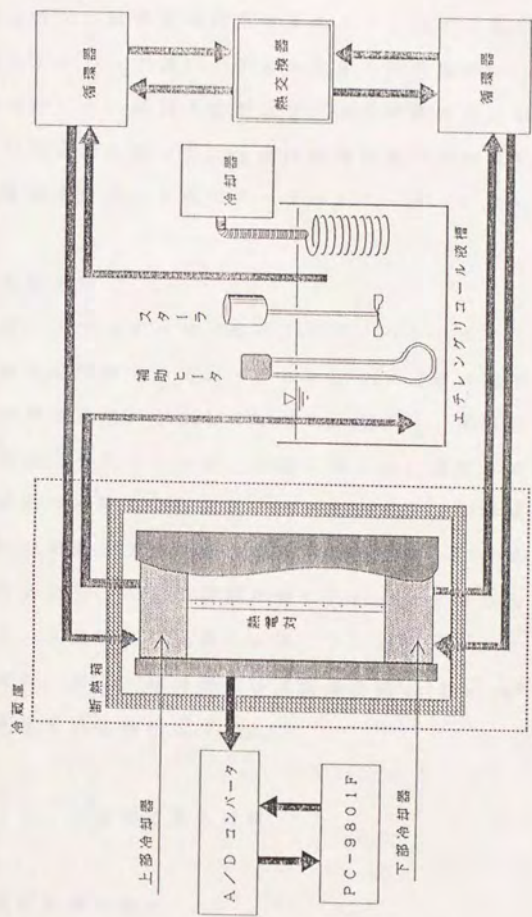 冷蔵庫
断熱箱
上部冷却器
熱電対
下部冷却器
A/D コンバータ
PC-9801F
補助ヒータ
スターラ
冷却器
エチレングリコール液槽
循環器
熱交換器
循環器